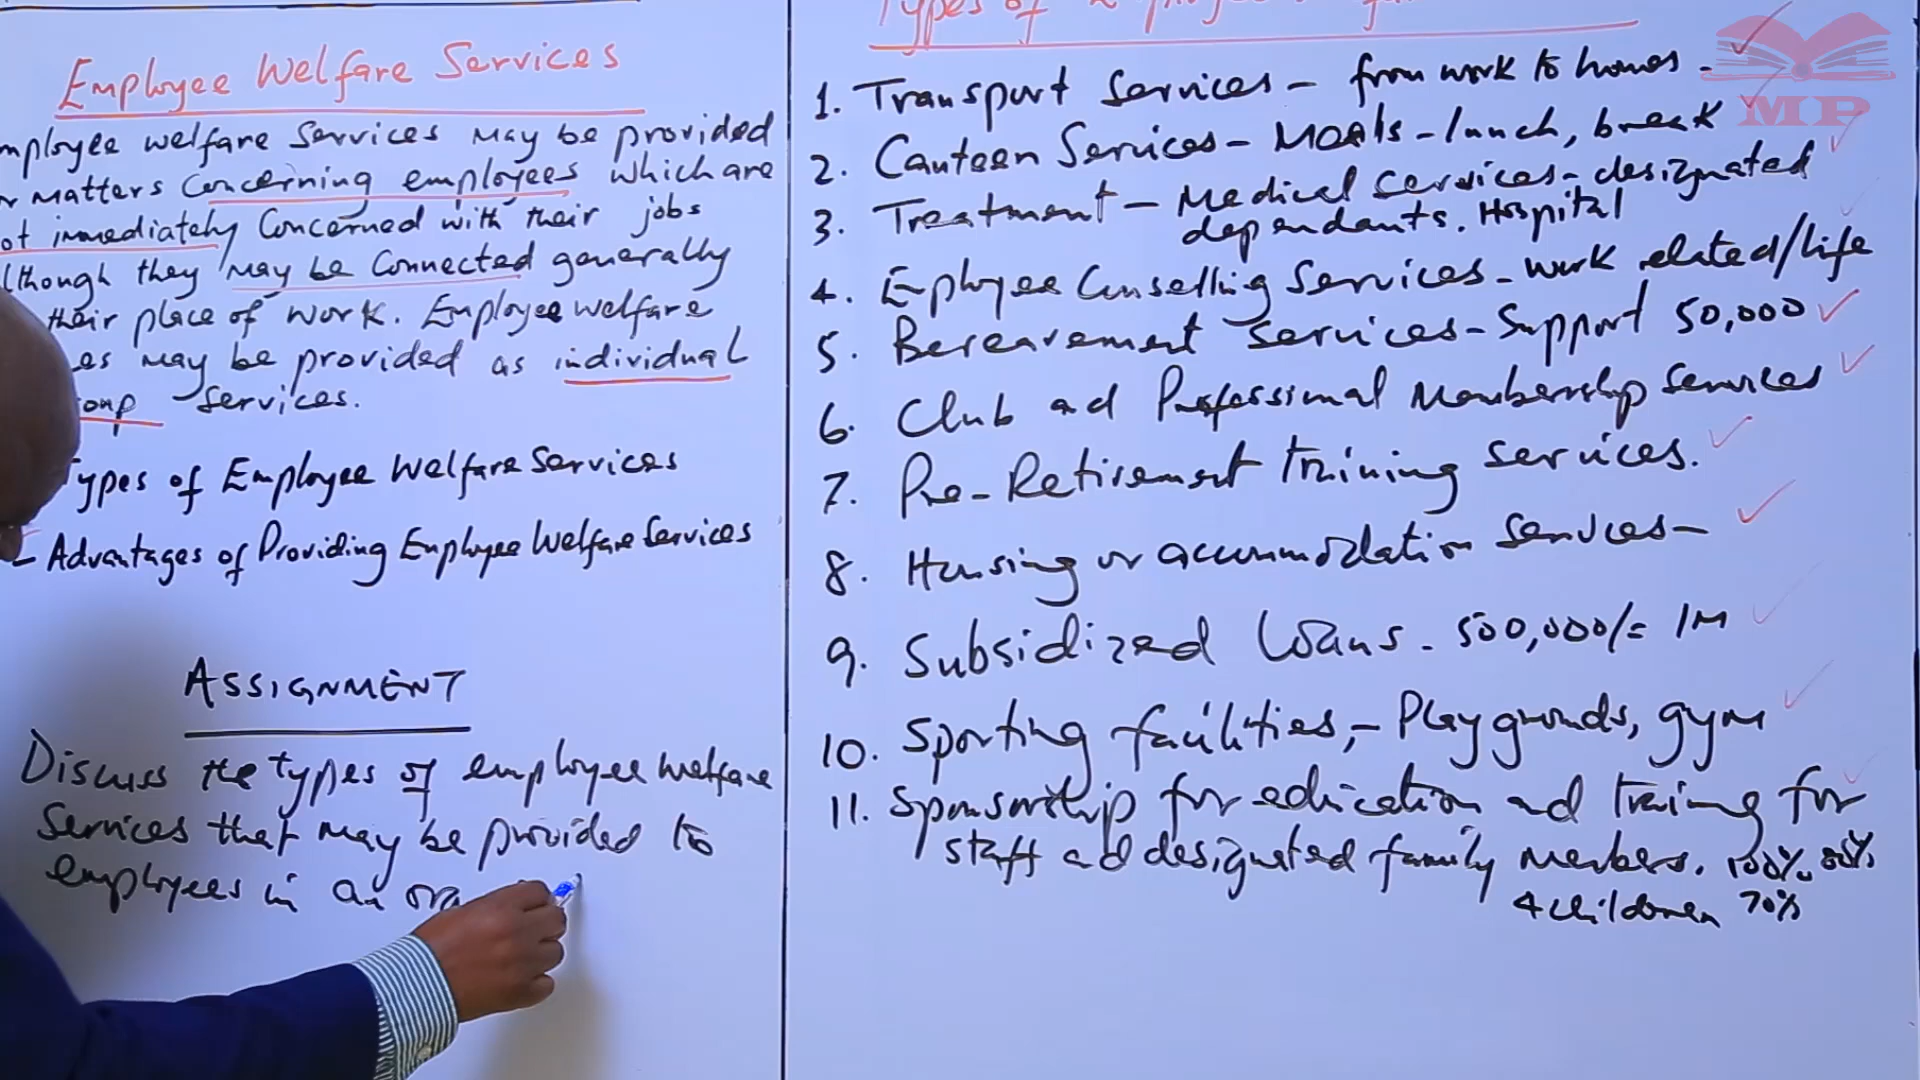 Employee Welfare Services
mployee welfare services may be provided
r matters concerning employees which are
ot immediately concerned with their jobs
lthough they may be connected generally
their place of work. Employee welfare
es may be provided as individual
oup services.
Types of Employee Welfare Services
- Advantages of Providing Employee Welfare Services
ASSIGNMENT
Discuss the types of employee welfare
services that may be provided to
employees in an orga
Types of Employee
1. Transport Services - from work to homes -
2. Canteen Services - Meals - lunch, break
3. Treatment - Medical services - designated
dependants. Hospital
4. Employee Counselling Services - work related/life
5. Bereavement services - Support 50,000
6. Club and Professional Membership Services
7. Pre-Retirement training services.
8. Housing or accommodation services -
9. Subsidized Loans - 500,000/= 1M
10. Sporting facilities, - Playgrounds, gym
11. Sponsorship for education and training for
staff and designated family members. 100%.
4 children 70%
MP